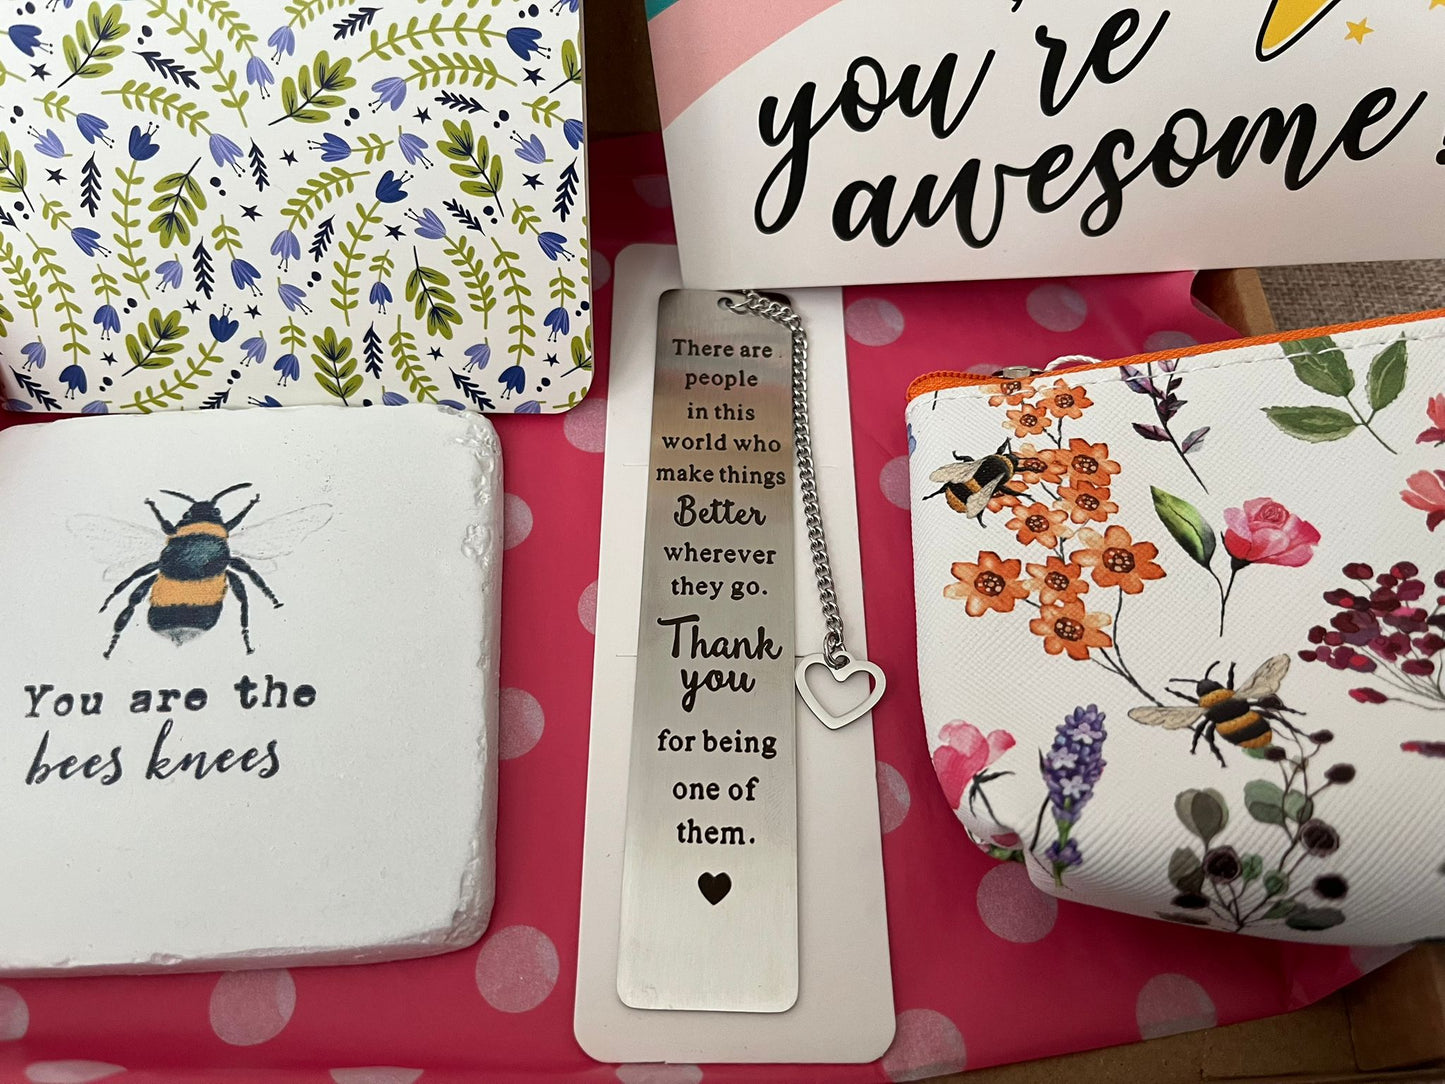 you're
awesome
You are the
bees knees
There are
people
in this
world who
make things
Better
wherever
they go.
Thank
you
for being
one of
them.